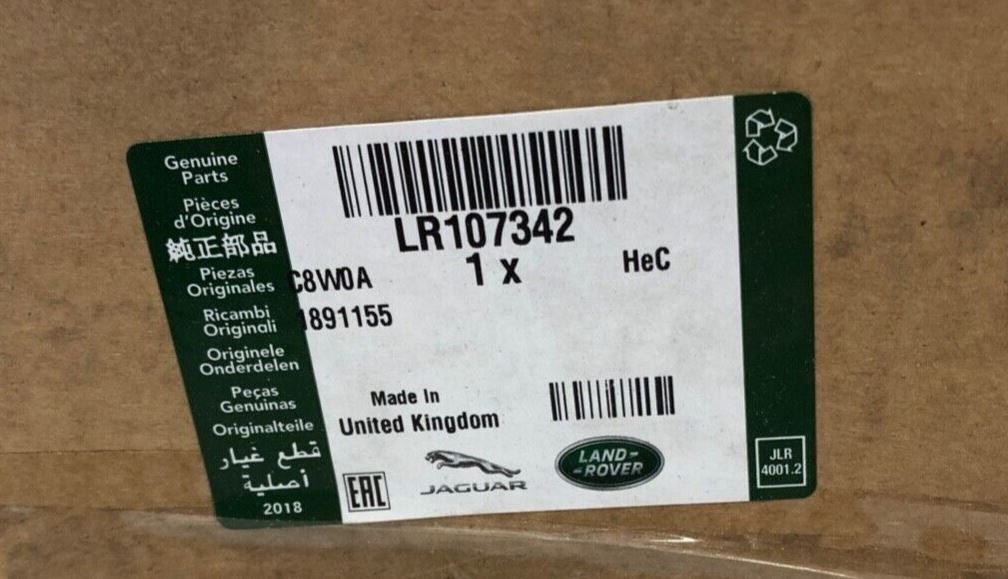 Genuine
Parts
Pièces
d'Origine
純正部品
Piezas
Originales
Ricambi
Originali
Originele
Onderdelen
Peças
Genuinas
Originalteile
قطع غيار
أصلية
2018
LR107342
1 x
HeC
C8W0A
1891155
Made In
United Kingdom
EAC
JAGUAR
LAND-
-ROVER
JLR
4001.2